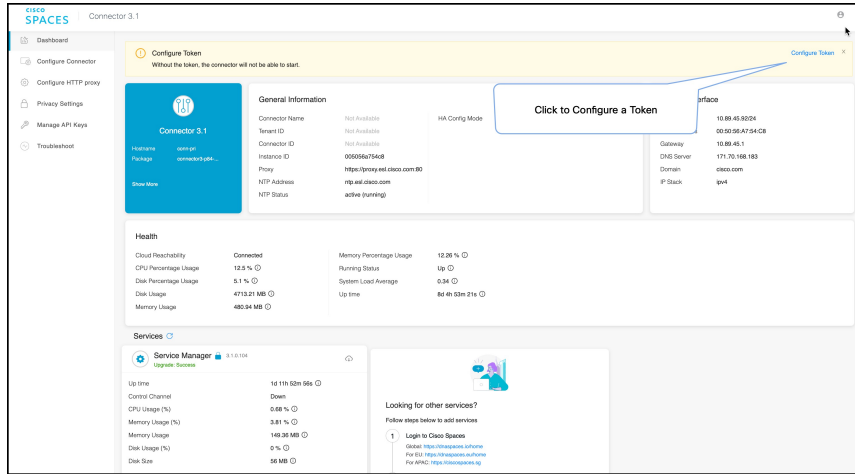 CISCO
SPACES
Connector 3.1
Dashboard
Configure Connector
Configure HTTP proxy
Privacy Settings
Manage API Keys
Troubleshoot
Configure Token
Without the token, the connector will not be able to start.
Configure Token ×
Click to Configure a Token
Connector 3.1
Hostname conn-pri
Package connector3-p84-...
Show More
General Information
Connector Name Not Available
Tenant ID Not Available
Connector ID Not Available
Instance ID 005056a754c8
Proxy https://proxy.esl.cisco.com:80
NTP Address ntp.esl.cisco.com
NTP Status active (running)
HA Config Mode
erface
10.89.45.92/24
00:50:56:A7:54:C8
Gateway 10.89.45.1
DNS Server 171.70.168.183
Domain cisco.com
IP Stack ipv4
Health
Cloud Reachability Connected
CPU Percentage Usage 12.5 %
Disk Percentage Usage 5.1 %
Disk Usage 4713.21 MB
Memory Usage 480.94 MB
Memory Percentage Usage 12.26 %
Running Status Up
System Load Average 0.34
Up time 8d 4h 53m 21s
Services
Service Manager 3.1.0.104
Upgrade: Success
Up time 1d 11h 52m 56s
Control Channel Down
CPU Usage (%) 0.68 %
Memory Usage (%) 3.81 %
Memory Usage 149.36 MB
Disk Usage (%) 0 %
Disk Size 56 MB
Looking for other services?
Follow steps below to add services
1 Login to Cisco Spaces
Global: https://dnaspaces.io/home
For EU: https://dnaspaces.eu/home
For APAC: https://ciscospaces.sg